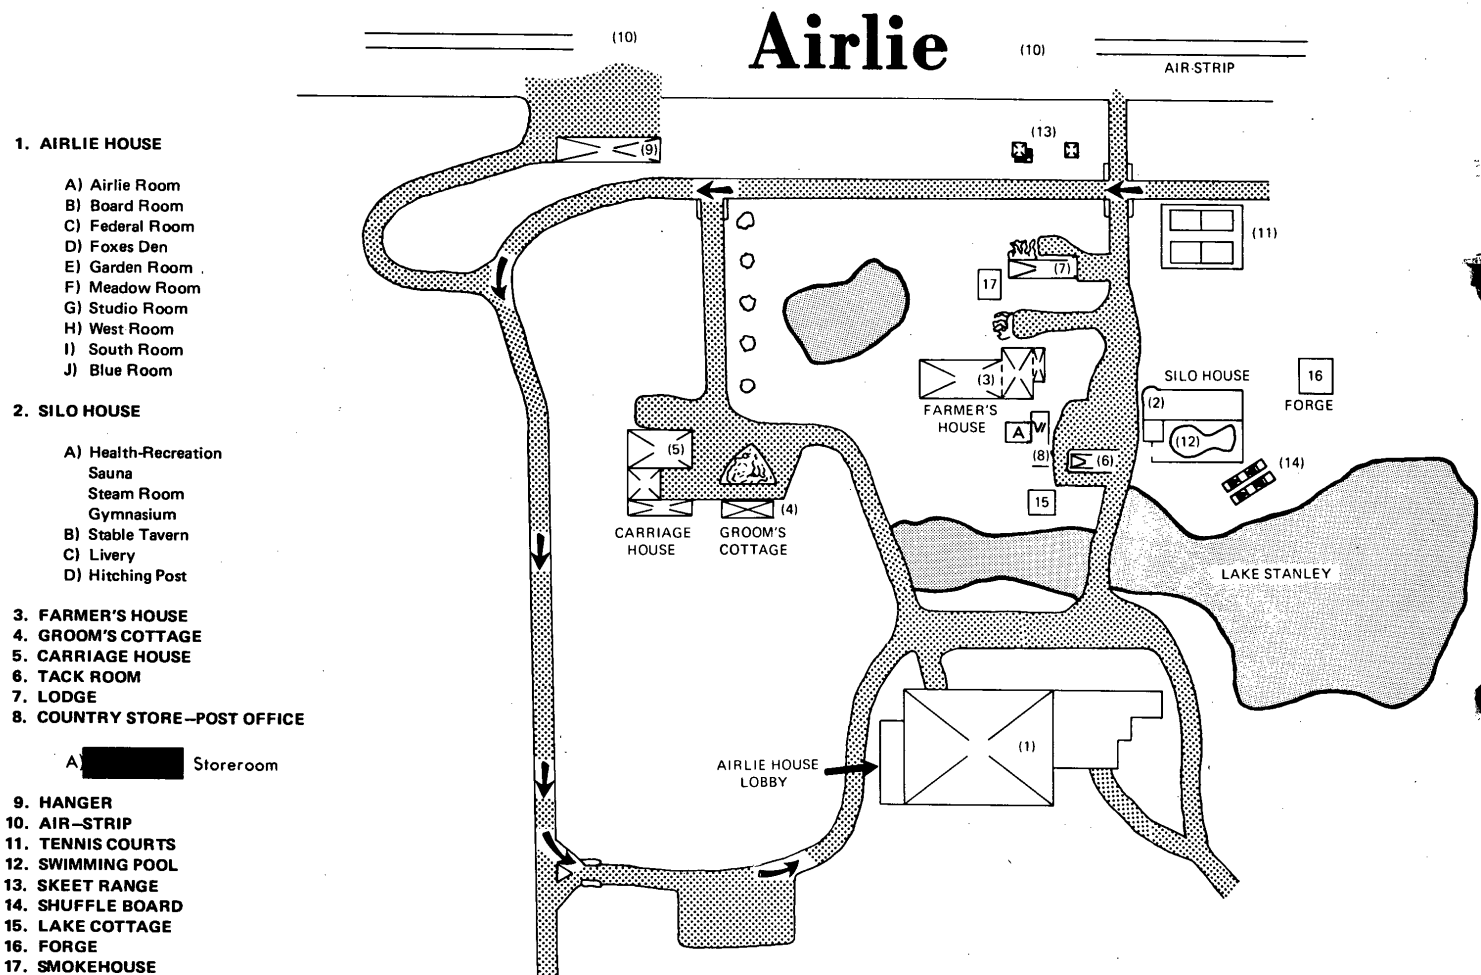 Airlie
(10)
(10)
AIR-STRIP
1. AIRLIE HOUSE
A) Airlie Room
B) Board Room
C) Federal Room
D) Foxes Den
E) Garden Room
F) Meadow Room
G) Studio Room
H) West Room
I) South Room
J) Blue Room
2. SILO HOUSE
A) Health-Recreation
Sauna
Steam Room
Gymnasium
B) Stable Tavern
C) Livery
D) Hitching Post
3. FARMER'S HOUSE
4. GROOM'S COTTAGE
5. CARRIAGE HOUSE
6. TACK ROOM
7. LODGE
8. COUNTRY STORE—POST OFFICE
A) Storeroom
9. HANGER
10. AIR—STRIP
11. TENNIS COURTS
12. SWIMMING POOL
13. SKEET RANGE
14. SHUFFLE BOARD
15. LAKE COTTAGE
16. FORGE
17. SMOKEHOUSE
(9)
(13)
(11)
(7)
17
(3)
FARMER'S
HOUSE
SILO HOUSE
(2)
16
FORGE
A
(8)
(6)
(12)
(14)
15
(5)
(4)
CARRIAGE
HOUSE
GROOM'S
COTTAGE
LAKE STANLEY
(1)
AIRLIE HOUSE
LOBBY